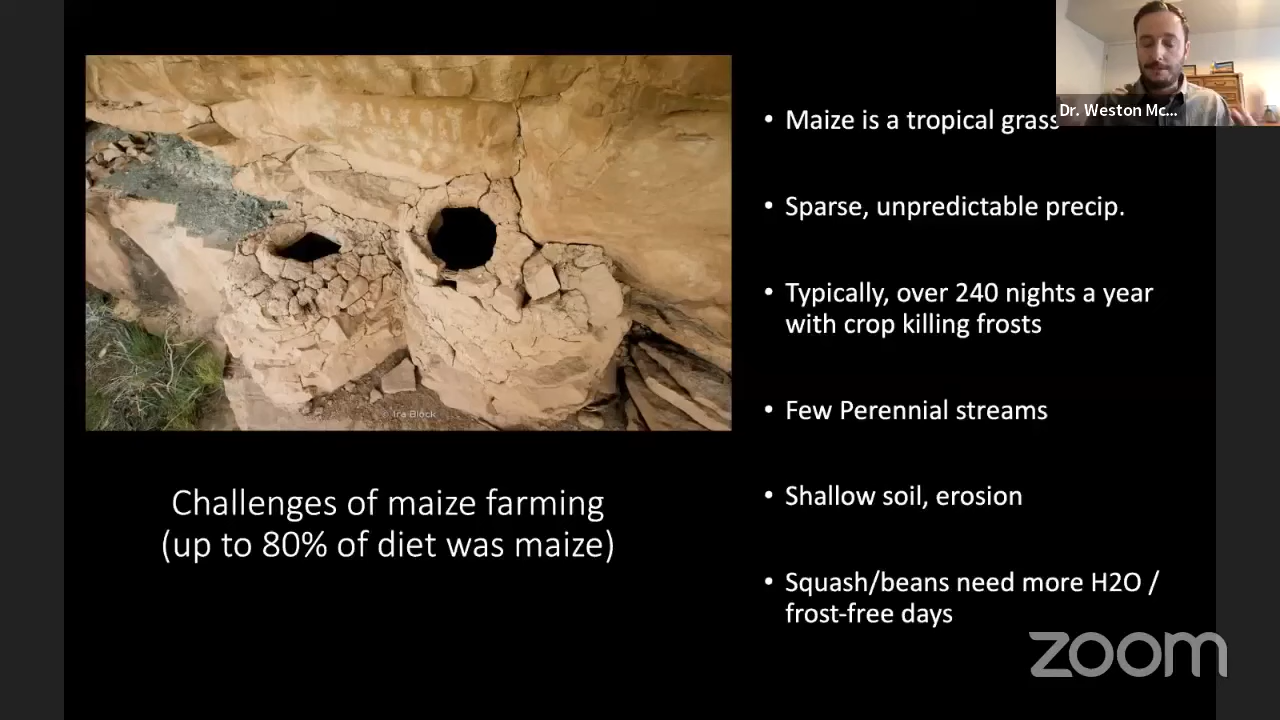 Dr. Weston Mc...
• Maize is a tropical grass
• Sparse, unpredictable precip.
• Typically, over 240 nights a year
with crop killing frosts
• Few Perennial streams
• Shallow soil, erosion
• Squash/beans need more H2O /
frost-free days
© Ira Block
Challenges of maize farming
(up to 80% of diet was maize)
zoom